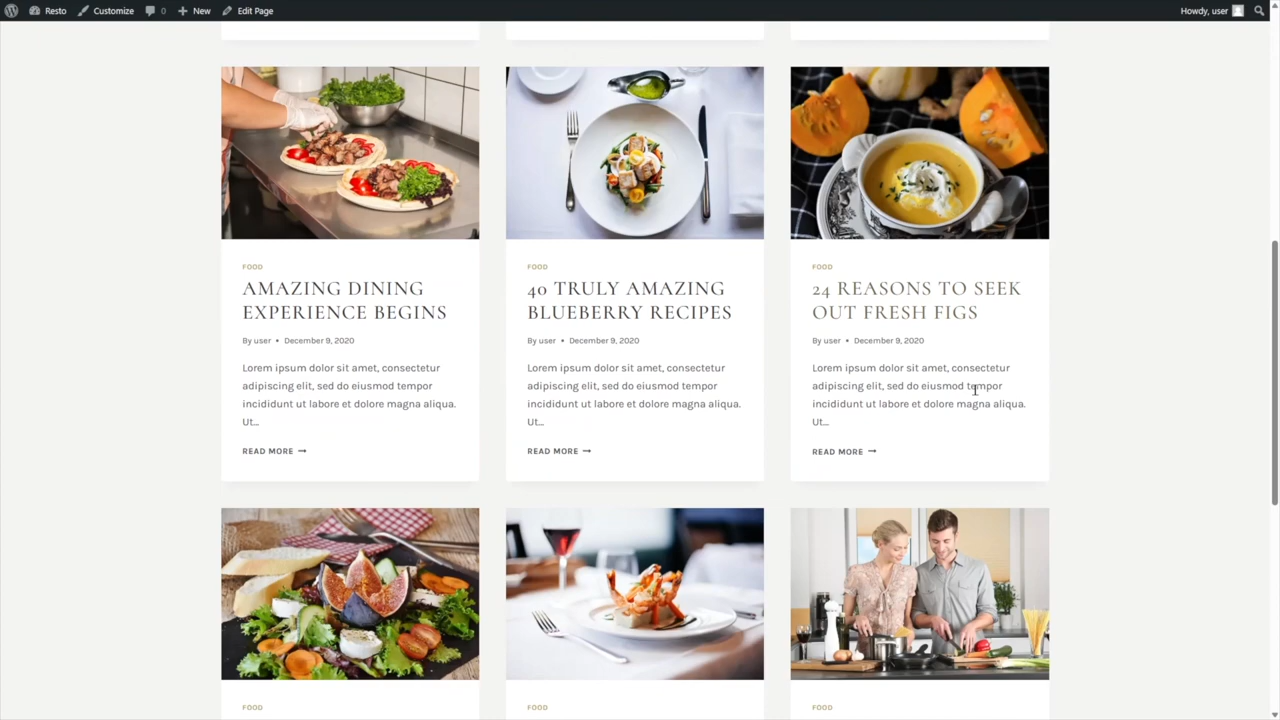 Resto
Customize
0
New
Edit Page
Howdy, user
FOOD
AMAZING DINING
EXPERIENCE BEGINS
By user • December 9, 2020
Lorem ipsum dolor sit amet, consectetur
adipiscing elit, sed do eiusmod tempor
incididunt ut labore et dolore magna aliqua.
Ut...
READ MORE →
FOOD
40 TRULY AMAZING
BLUEBERRY RECIPES
By user • December 9, 2020
Lorem ipsum dolor sit amet, consectetur
adipiscing elit, sed do eiusmod tempor
incididunt ut labore et dolore magna aliqua.
Ut...
READ MORE →
FOOD
24 REASONS TO SEEK
OUT FRESH FIGS
By user • December 9, 2020
Lorem ipsum dolor sit amet, consectetur
adipiscing elit, sed do eiusmod tempor
incididunt ut labore et dolore magna aliqua.
Ut...
READ MORE →
FOOD
FOOD
FOOD